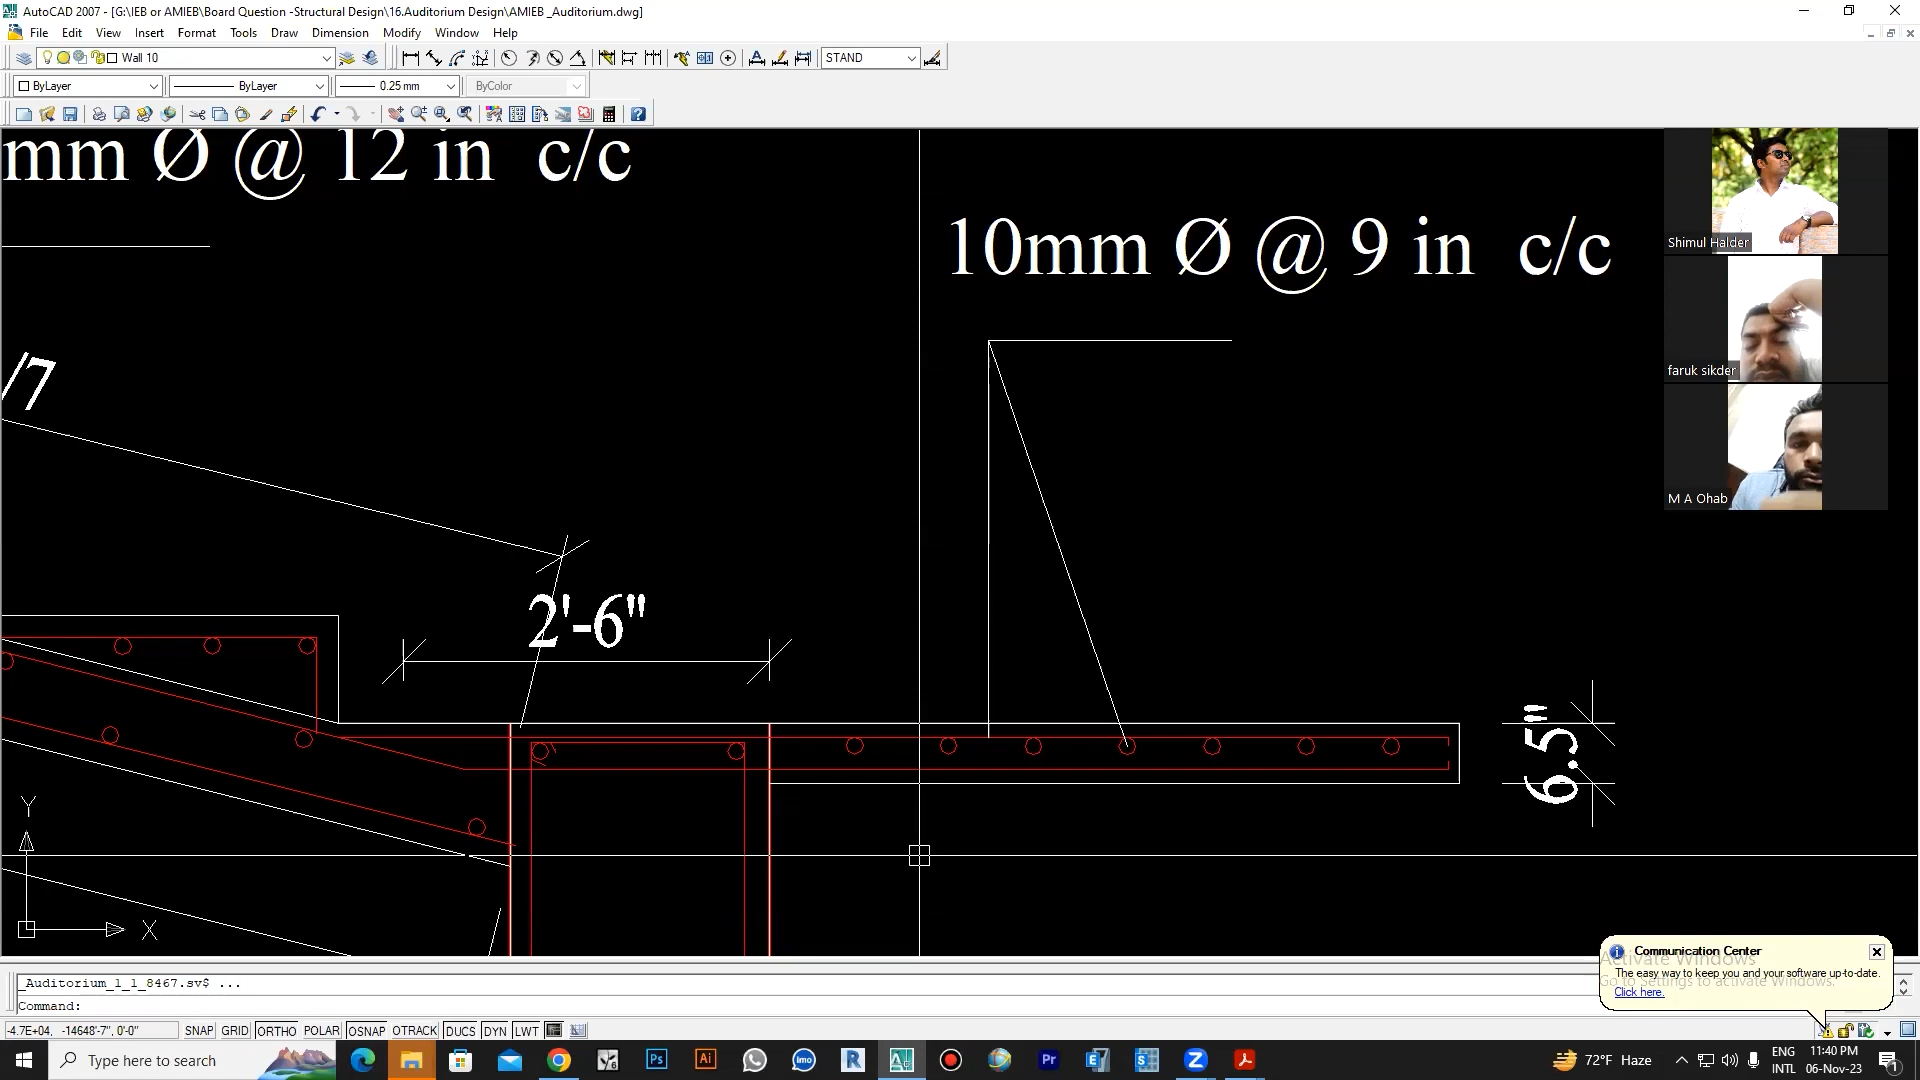 AutoCAD 2007 - [G:\IEB or AMIEB\Board Question -Structural Design\16.Auditorium Design\AMIEB _Auditorium.dwg]
File Edit View Insert Format Tools Draw Dimension Modify Window Help
Wall 10
STAND
ByLayer
ByLayer
0.25 mm
ByColor
mm Ø @ 12 in c/c
10mm Ø @ 9 in c/c
Shimul Halder
/7
faruk sikder
M A Ohab
2'-6"
6.5"
Y
X
Communication Center
Activate Windows
The easy way to keep you and your software up-to-date.
Go to Settings to activate Windows.
Click here.
_Auditorium_1_1_8467.sv$ ...
Command:
-4.7E+04, -14648'-7", 0'-0"
SNAP GRID ORTHO POLAR OSNAP OTRACK DUCS DYN LWT
Type here to search
Ps
Ai
imo
R
Pr
72°F Haze
ENG
INTL
11:40 PM
06-Nov-23
1